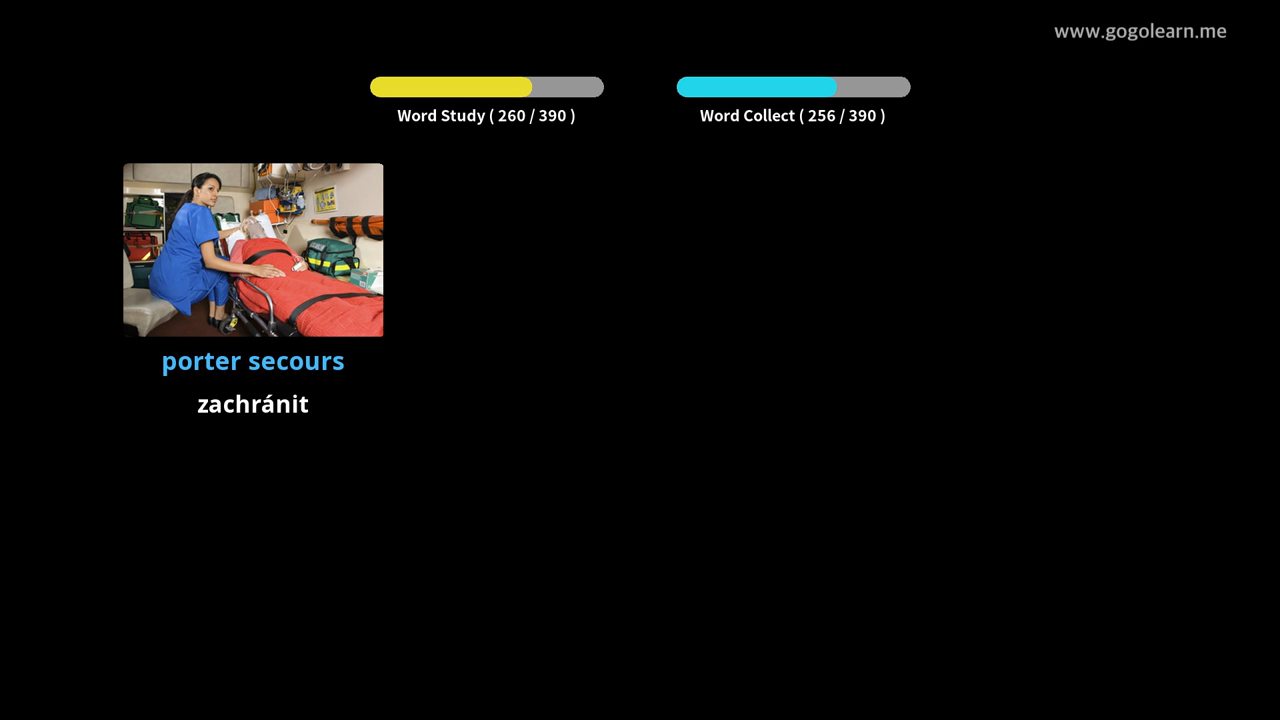 www.gogolearn.me
Word Study ( 260 / 390 )
Word Collect ( 256 / 390 )
porter secours
zachránit